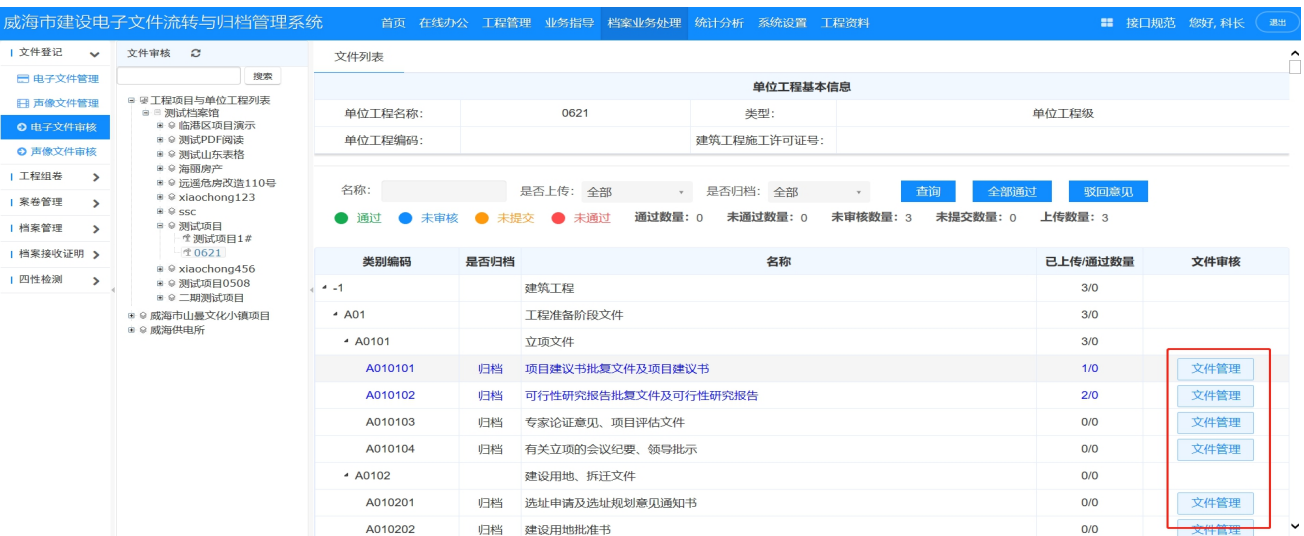 威海市建设电子文件流转与归档管理系统 首页 在线办公 工程管理 业务指导 档案业务处理 统计分析 系统设置 工程资料 接口规范 您好, 科长 退出
文件登记
电子文件管理
声像文件管理
电子文件审核
声像文件审核
工程组卷
案卷管理
档案管理
档案接收证明
四性检测
文件审核
搜索
工程项目与单位工程列表
测试档案馆
临港区项目演示
测试PDF阅读
测试山东表格
海丽房产
远遥危房改造110号
xiaochong123
ssc
测试项目
测试项目1#
0621
xiaochong456
测试项目0508
二期测试项目
威海市山曼文化小镇项目
威海供电所
文件列表
单位工程基本信息
单位工程名称: 0621 类型: 单位工程级
单位工程编码: 建筑工程施工许可证号:
名称: 是否上传: 全部 是否归档: 全部 查询 全部通过 驳回意见
通过 未审核 未提交 未通过 通过数量: 0 未通过数量: 0 未审核数量: 3 未提交数量: 0 上传数量: 3
类别编码 是否归档 名称 已上传/通过数量 文件审核
-1 建筑工程 3/0
A01 工程准备阶段文件 3/0
A0101 立项文件 3/0
A010101 归档 项目建议书批复文件及项目建议书 1/0 文件管理
A010102 归档 可行性研究报告批复文件及可行性研究报告 2/0 文件管理
A010103 归档 专家论证意见、项目评估文件 0/0 文件管理
A010104 归档 有关立项的会议纪要、领导批示 0/0 文件管理
A0102 建设用地、拆迁文件 0/0
A010201 归档 选址申请及选址规划意见通知书 0/0 文件管理
A010202 归档 建设用地批准书 0/0 文件管理